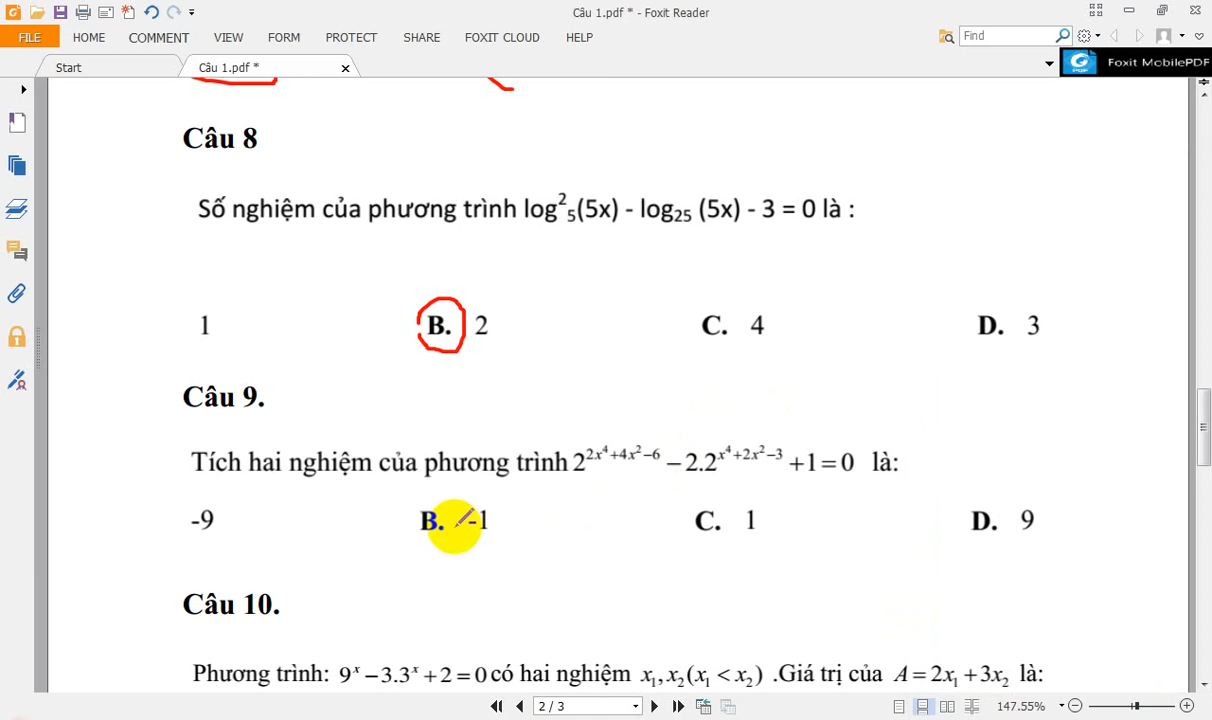 Câu 1.pdf * - Foxit Reader
FILE HOME COMMENT VIEW FORM PROTECT SHARE FOXIT CLOUD HELP Find
Start Câu 1.pdf * Foxit MobilePDF
Câu 8
Số nghiệm của phương trình log²₅(5x) - log₂₅ (5x) - 3 = 0 là :
1 B. 2 C. 4 D. 3
Câu 9.
Tích hai nghiệm của phương trình 2^{2x⁴+4x²−6} − 2.2^{x⁴+2x²−3} + 1 = 0 là:
-9 B. -1 C. 1 D. 9
Câu 10.
Phương trình: 9ˣ − 3.3ˣ + 2 = 0 có hai nghiệm x₁, x₂ (x₁ < x₂) .Giá trị của A = 2x₁ + 3x₂ là:
2 / 3 147.55%